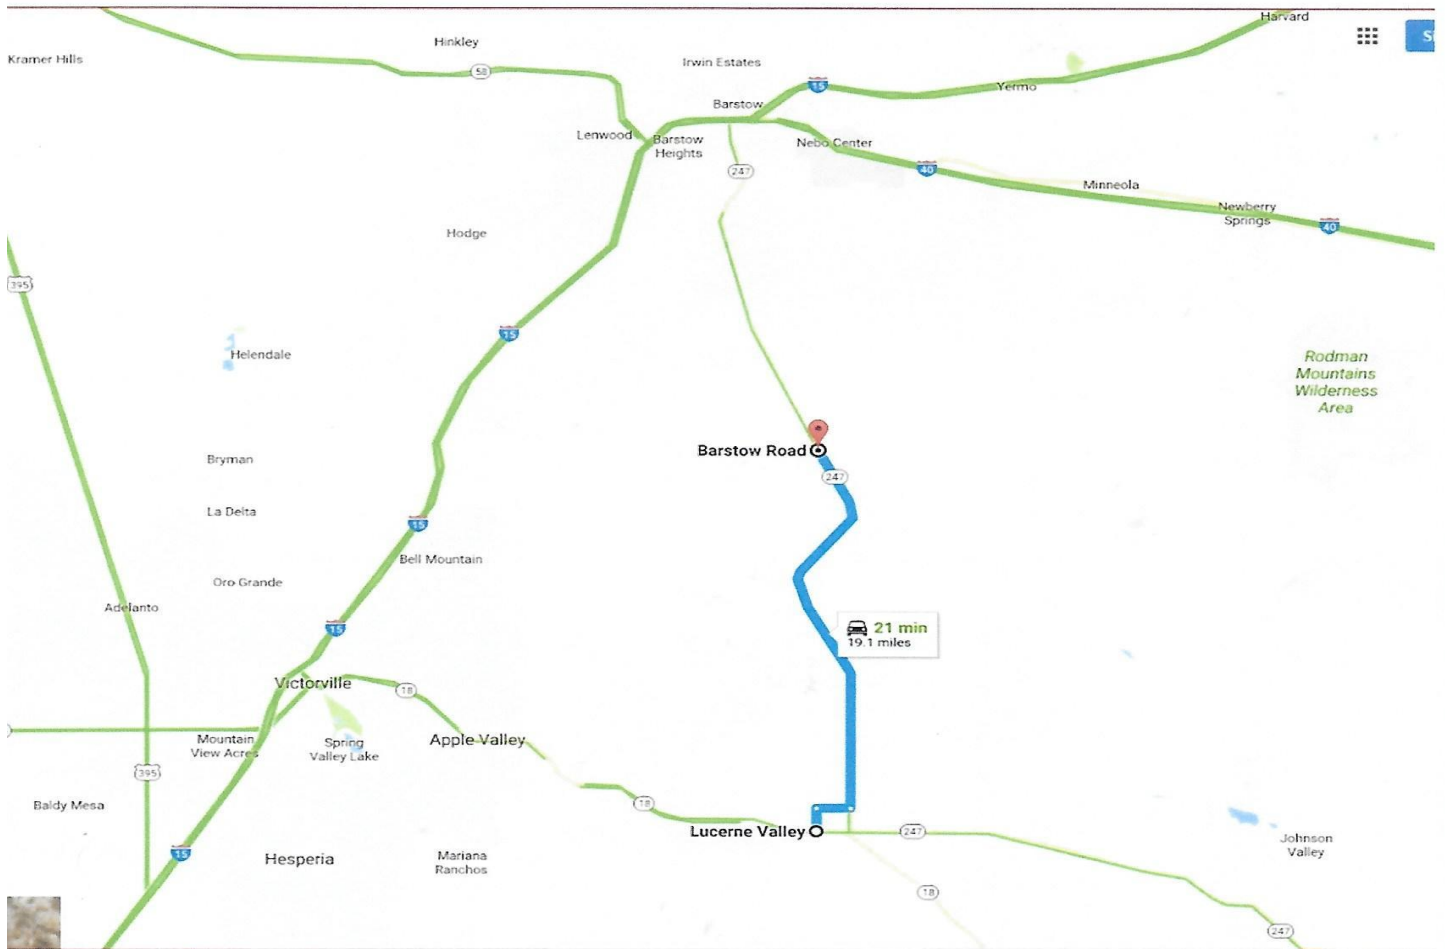 Harvard
Hinkley
Kramer Hills
Irwin Estates
58
15
Yermo
Barstow
Lenwood
Barstow
Heights
Nebo Center
247
40
Minneola
Newberry
Springs
40
Hodge
395
15
Helendale
Rodman
Mountains
Wilderness
Area
Bryman
Barstow Road
247
La Delta
15
Bell Mountain
Oro Grande
Adelanto
15
21 min
19.1 miles
Victorville
18
Mountain
View Acres
Spring
Valley Lake
Apple Valley
395
Baldy Mesa
18
Lucerne Valley
247
Johnson
Valley
15
Hesperia
Mariana
Ranchos
18
247